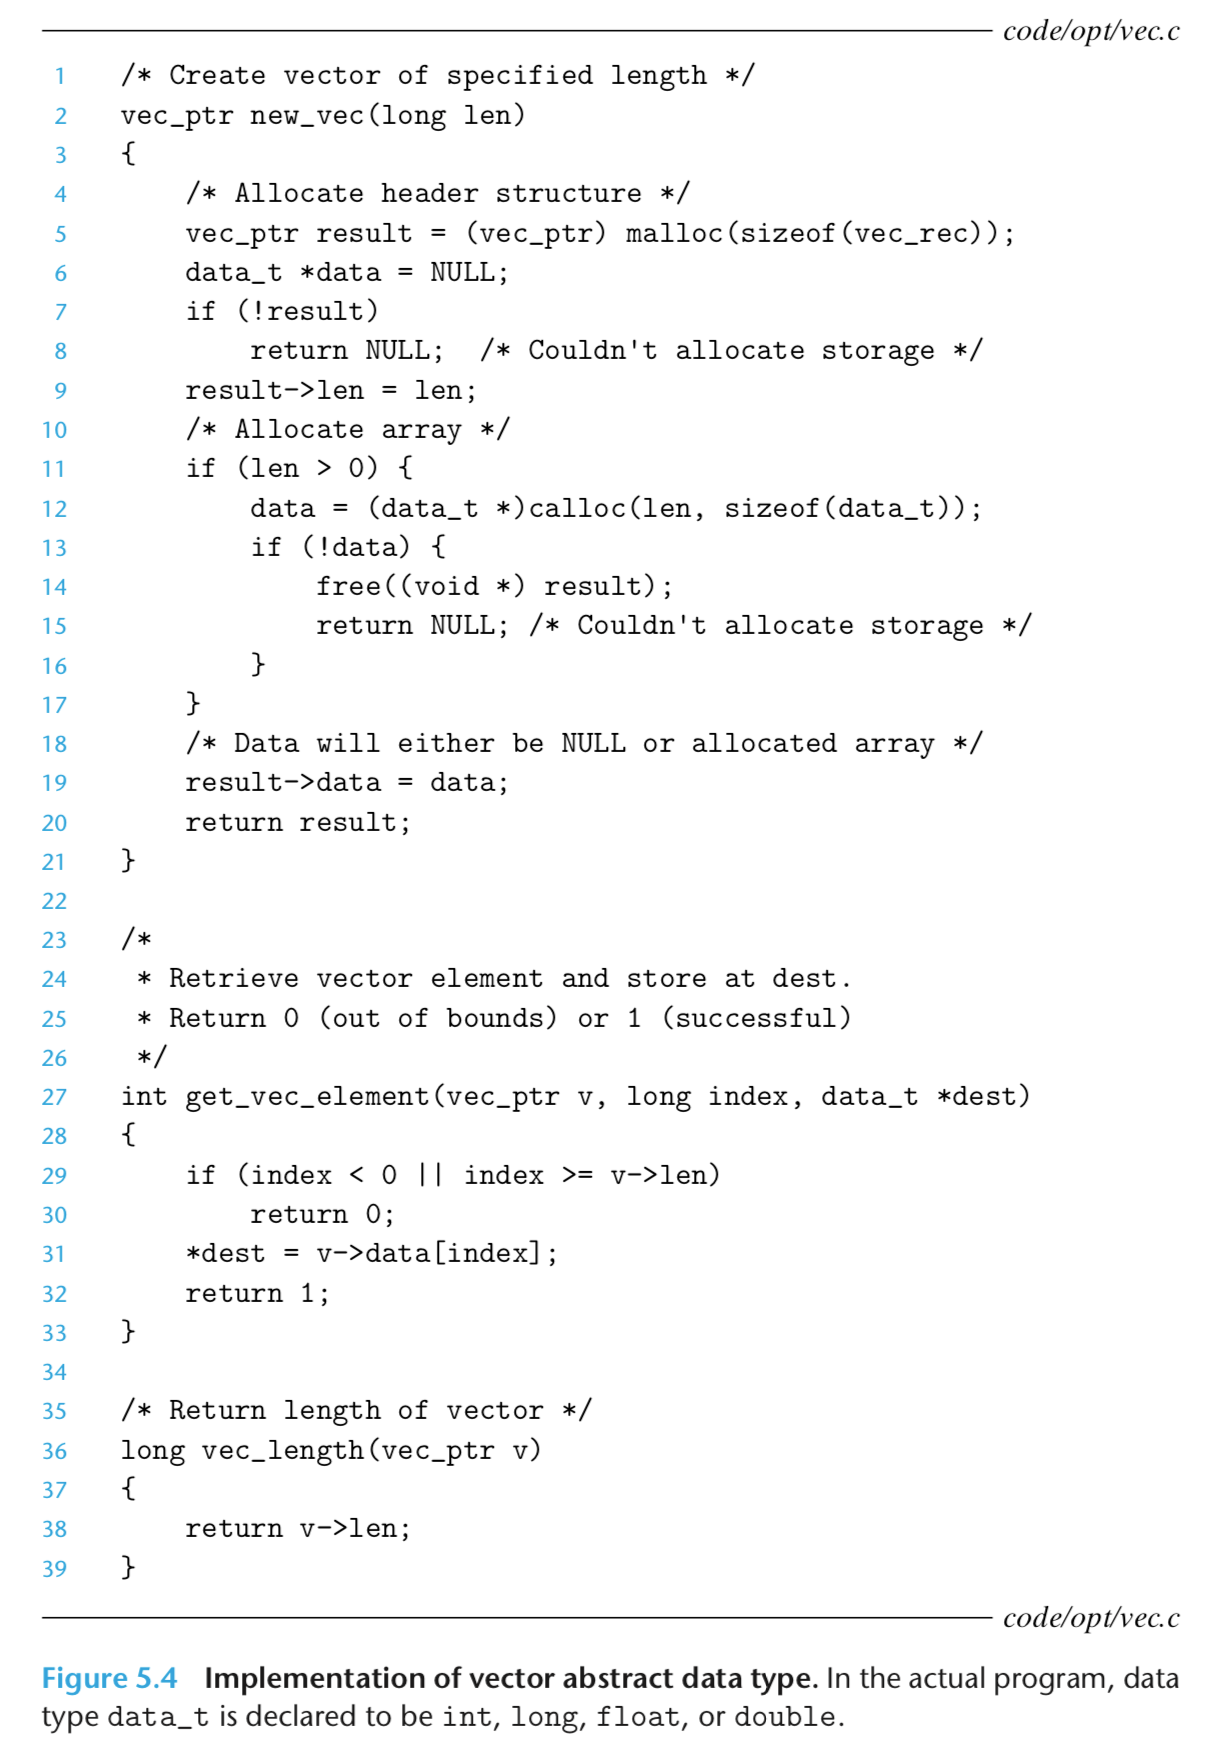 code/opt/vec.c
1 /* Create vector of specified length */
2 vec_ptr new_vec(long len)
3 {
4     /* Allocate header structure */
5     vec_ptr result = (vec_ptr) malloc(sizeof(vec_rec));
6     data_t *data = NULL;
7     if (!result)
8         return NULL;  /* Couldn't allocate storage */
9     result->len = len;
10     /* Allocate array */
11     if (len > 0) {
12         data = (data_t *)calloc(len, sizeof(data_t));
13         if (!data) {
14             free((void *) result);
15             return NULL; /* Couldn't allocate storage */
16         }
17     }
18     /* Data will either be NULL or allocated array */
19     result->data = data;
20     return result;
21 }
22
23 /*
24  * Retrieve vector element and store at dest.
25  * Return 0 (out of bounds) or 1 (successful)
26  */
27 int get_vec_element(vec_ptr v, long index, data_t *dest)
28 {
29     if (index < 0 || index >= v->len)
30         return 0;
31     *dest = v->data[index];
32     return 1;
33 }
34
35 /* Return length of vector */
36 long vec_length(vec_ptr v)
37 {
38     return v->len;
39 }
code/opt/vec.c
Figure 5.4 Implementation of vector abstract data type. In the actual program, data
type data_t is declared to be int, long, float, or double.